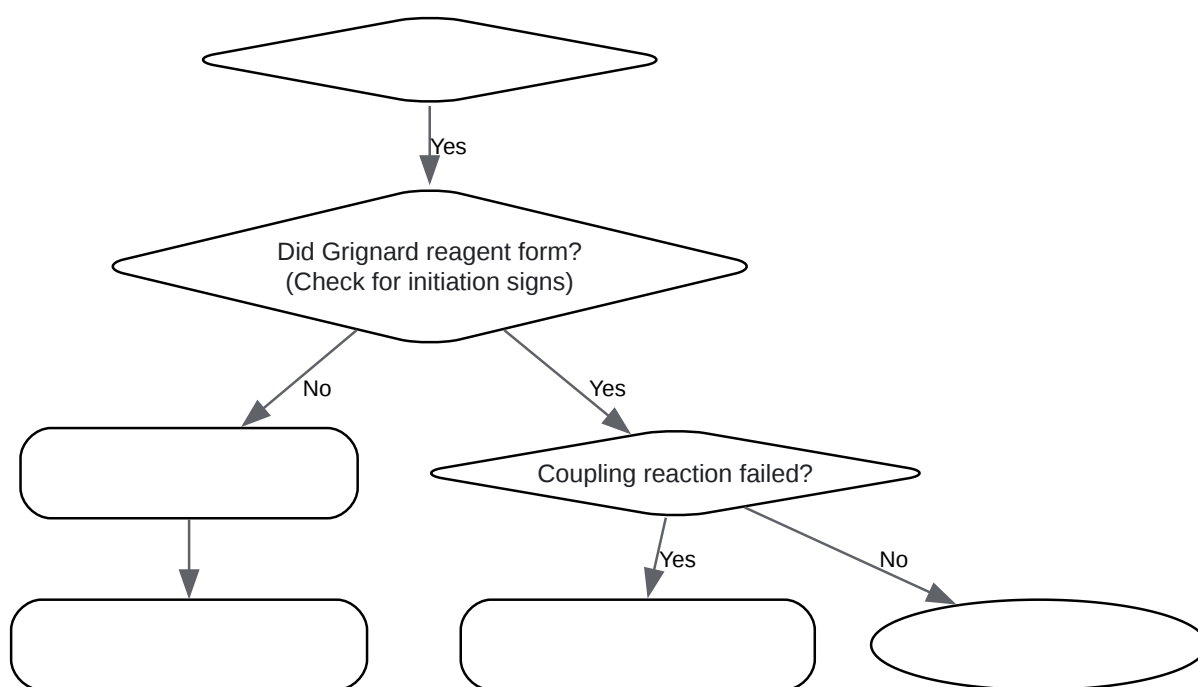 Yes
Did Grignard reagent form?
(Check for initiation signs)
No
Yes
Coupling reaction failed?
Yes
No